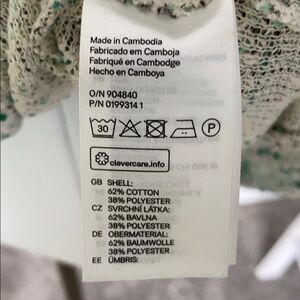 Made in Cambodia
Fabricado em Camboja
Fabriqué en Cambodge
Hecho en Camboya
O/N 904840
P/N 0199314 1
30
P
clevercare.info
GB SHELL:
62% COTTON
38% POLYESTER
CZ SVRCHNÍ LÁTKA:
62% BAVLNA
38% POLYESTER
DE OBERMATERIAL:
62% BAUMWOLLE
38% POLYESTER
EE ÜMBRIS: